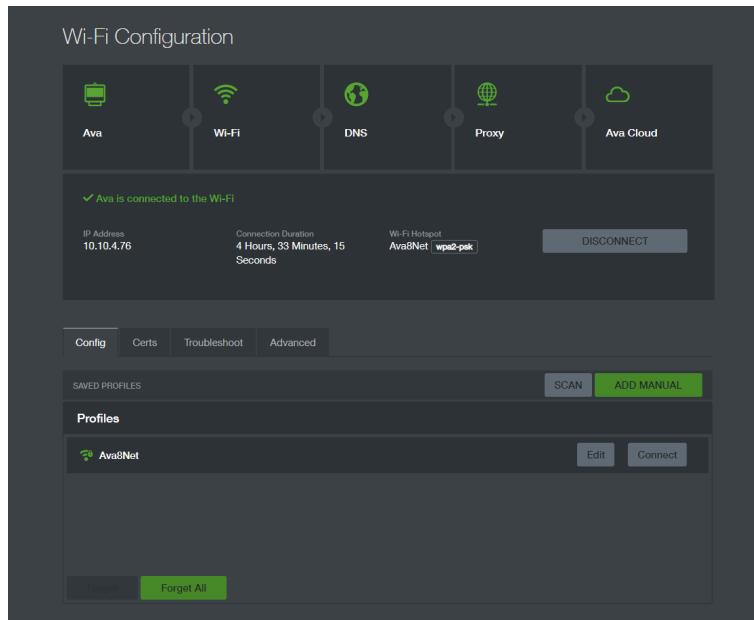 Wi-Fi Configuration
Ava
Wi-Fi
DNS
Proxy
Ava Cloud
Ava is connected to the Wi-Fi
IP Address
10.10.4.76
Connection Duration
4 Hours, 33 Minutes, 15
Seconds
Wi-Fi Hotspot
Ava8Net wpa2-psk
DISCONNECT
Config Certs Troubleshoot Advanced
SAVED PROFILES SCAN ADD MANUAL
Profiles
Ava8Net Edit Connect
Forget All